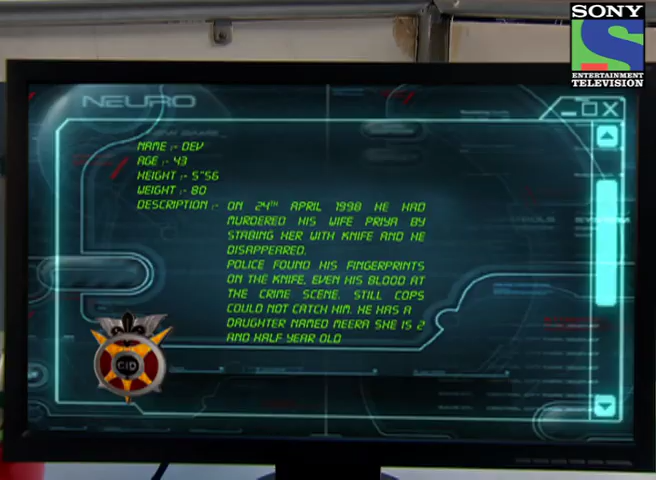 SONY
ENTERTAINMENT
TELEVISION
NEURO
NAME :- DEV
AGE :- 43
HEIGHT :- 5"56
WEIGHT :- 80
DESCRIPTION :- ON 24TH APRIL 1998 HE HAD
MURDERED HIS WIFE PRIYA BY
STABING HER WITH KNIFE AND HE
DISAPPEARED.
POLICE FOUND HIS FINGERPRINTS
ON THE KNIFE, EVEN HIS BLOOD AT
THE CRIME SCENE. STILL COPS
COULD NOT CATCH HIM. HE HAS A
DAUGHTER NAMED MEERA SHE IS 2
AND HALF YEAR OLD
CID